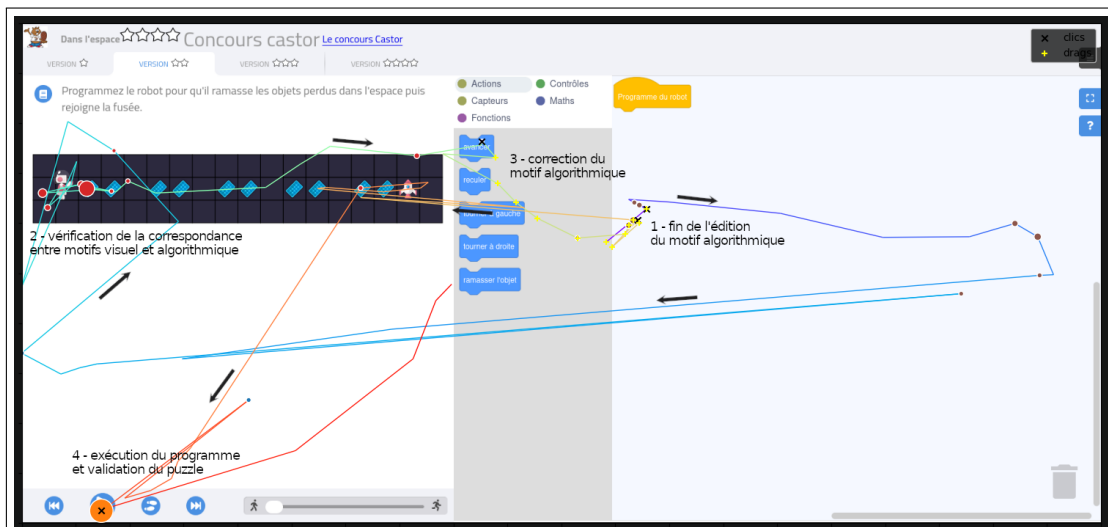 Dans l'espace
Concours castor
Le concours Castor
clics
drags
VERSION
VERSION
VERSION
VERSION
Programmez le robot pour qu'il ramasse les objets perdus dans l'espace puis
rejoigne la fusée.
Actions
Contrôles
Capteurs
Maths
Fonctions
Programme du robot
?
avancer
3 - correction du
motif algorithmique
reculer
tourner à gauche
1 - fin de l'édition
du motif algorithmique
2 - vérification de la correspondance
entre motifs visuel et algorithmique
tourner à droite
ramasser l'objet
4 - exécution du programme
et validation du puzzle